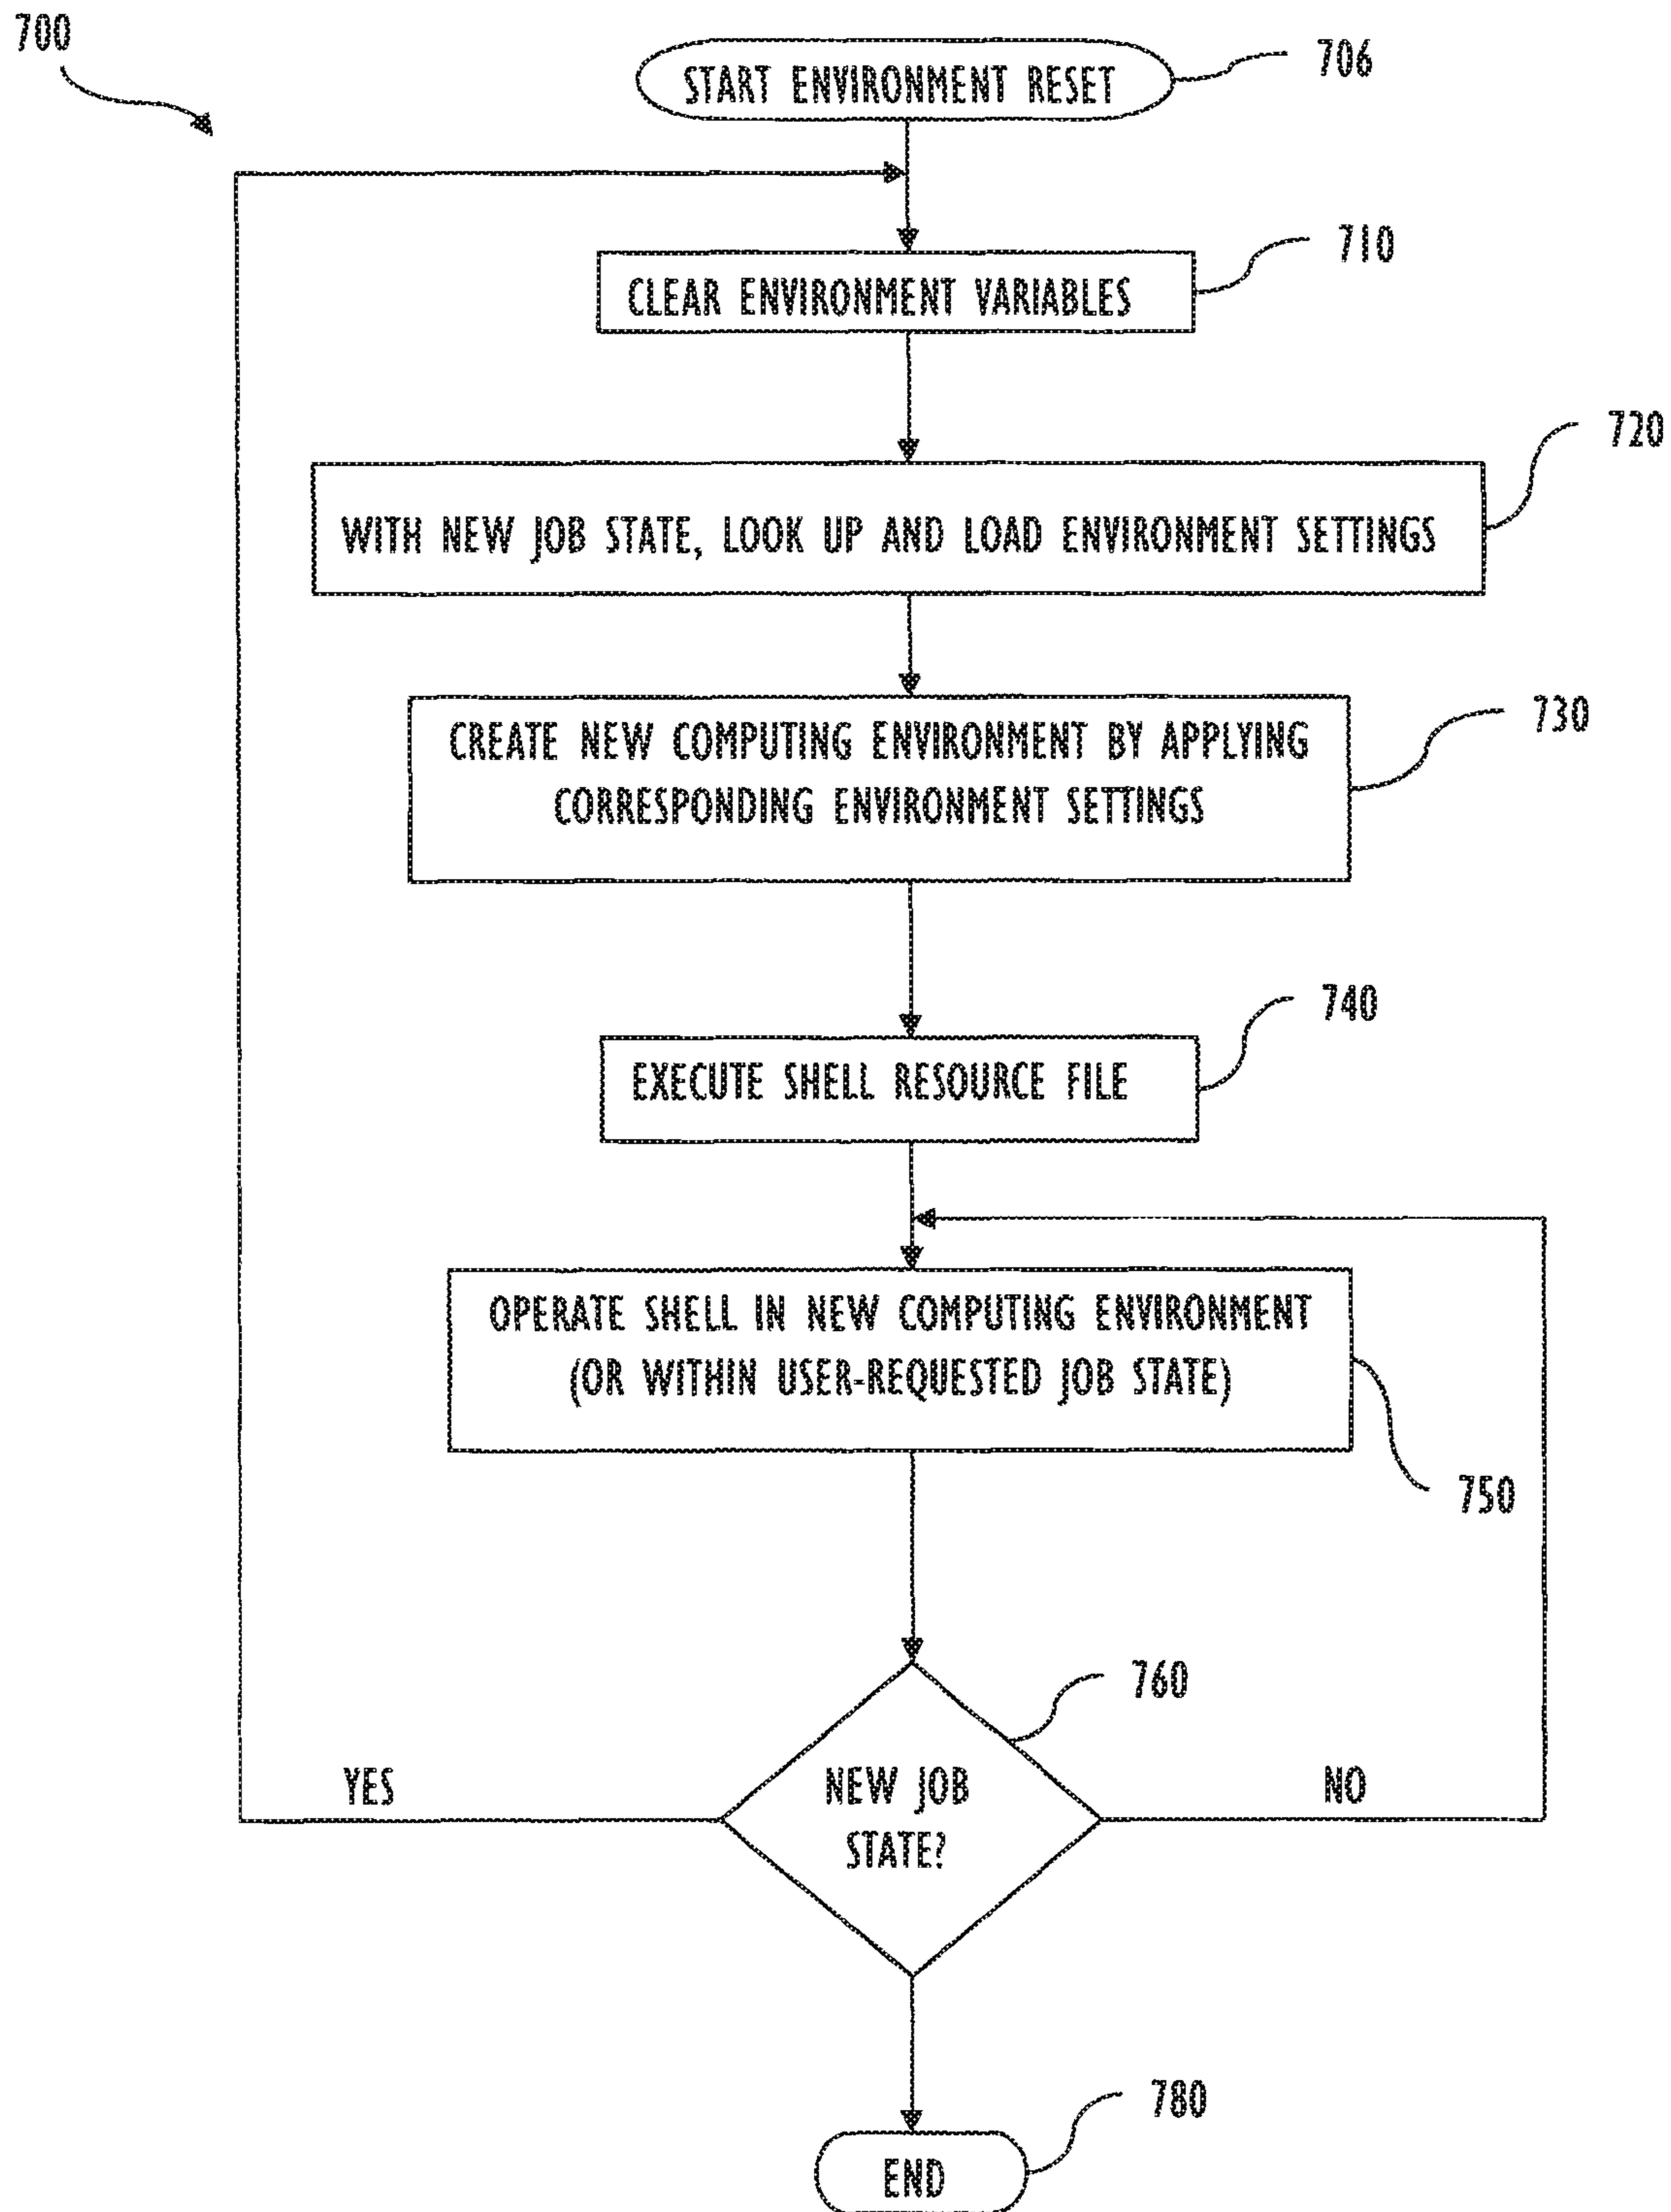 700
START ENVIRONMENT RESET
706
CLEAR ENVIRONMENT VARIABLES
710
WITH NEW JOB STATE, LOOK UP AND LOAD ENVIRONMENT SETTINGS
720
CREATE NEW COMPUTING ENVIRONMENT BY APPLYING
CORRESPONDING ENVIRONMENT SETTINGS
730
EXECUTE SHELL RESOURCE FILE
740
OPERATE SHELL IN NEW COMPUTING ENVIRONMENT
(OR WITHIN USER-REQUESTED JOB STATE)
750
760
YES
NEW JOB
STATE?
NO
780
END